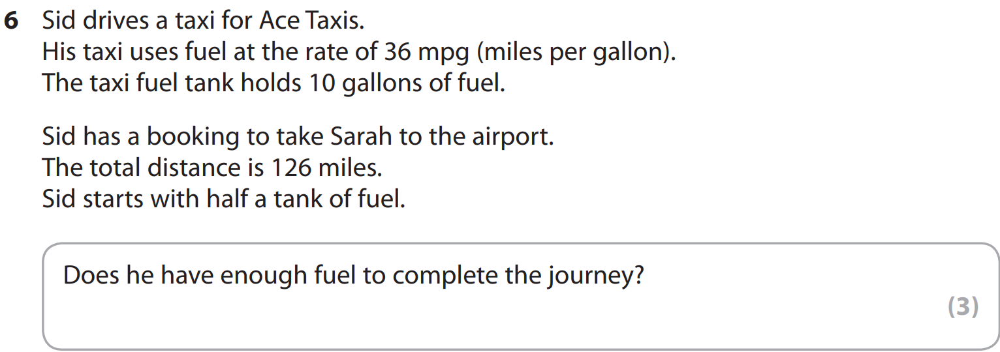 6 Sid drives a taxi for Ace Taxis.
His taxi uses fuel at the rate of 36 mpg (miles per gallon).
The taxi fuel tank holds 10 gallons of fuel.
Sid has a booking to take Sarah to the airport.
The total distance is 126 miles.
Sid starts with half a tank of fuel.
Does he have enough fuel to complete the journey?
(3)